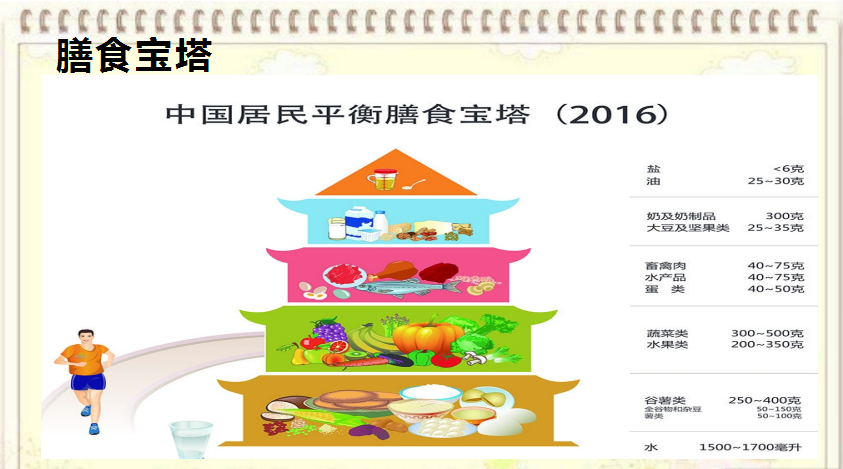 膳食宝塔
中国居民平衡膳食宝塔（2016）
盐 <6克
油 25~30克
奶及奶制品 300克
大豆及坚果类 25~35克
畜禽肉 40~75克
水产品 40~75克
蛋 类 40~50克
蔬菜类 300~500克
水果类 200~350克
谷薯类 250~400克
全谷物和杂豆 50~150克
薯类 50~100克
水 1500~1700毫升